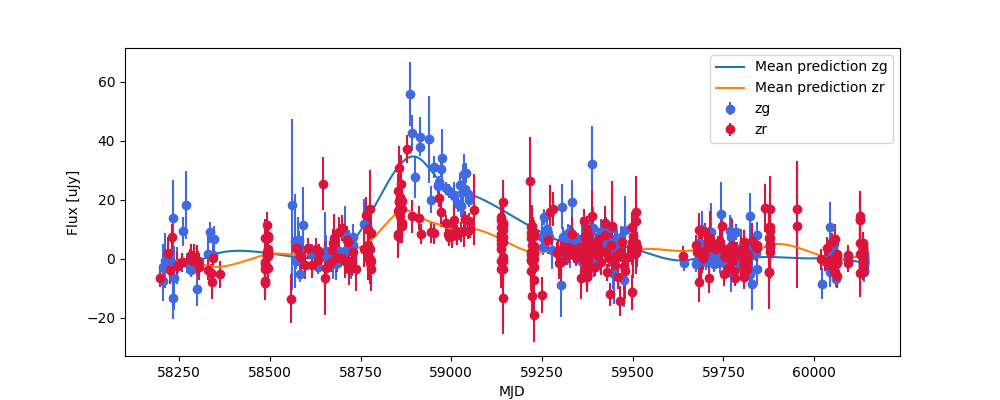 Mean prediction zg
Mean prediction zr
zg
zr
Flux [uJy]
60
40
20
0
−20
58250 58500 58750 59000 59250 59500 59750 60000
MJD